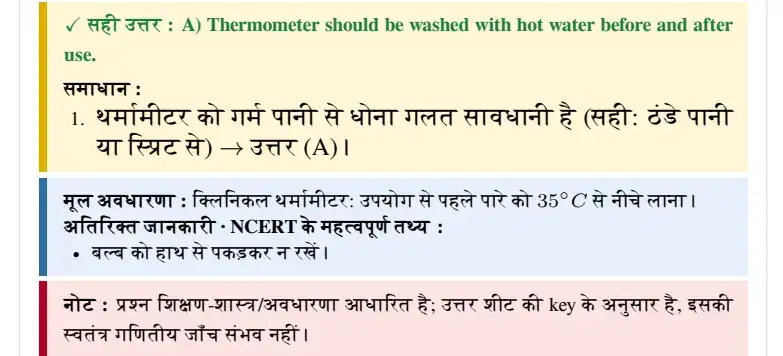 ✓ सही उत्तर : A) Thermometer should be washed with hot water before and after
use.
समाधान :
1. थर्मामीटर को गर्म पानी से धोना गलत सावधानी है (सही: ठंडे पानी
या स्प्रिट से) → उत्तर (A)।
मूल अवधारणा : क्लिनिकल थर्मामीटर: उपयोग से पहले पारे को 35°C से नीचे लाना।
अतिरिक्त जानकारी · NCERT के महत्वपूर्ण तथ्य :
• बल्ब को हाथ से पकड़कर न रखें।
नोट : प्रश्न शिक्षण-शास्त्र/अवधारणा आधारित है; उत्तर शीट की key के अनुसार है, इसकी
स्वतंत्र गणितीय जाँच संभव नहीं।